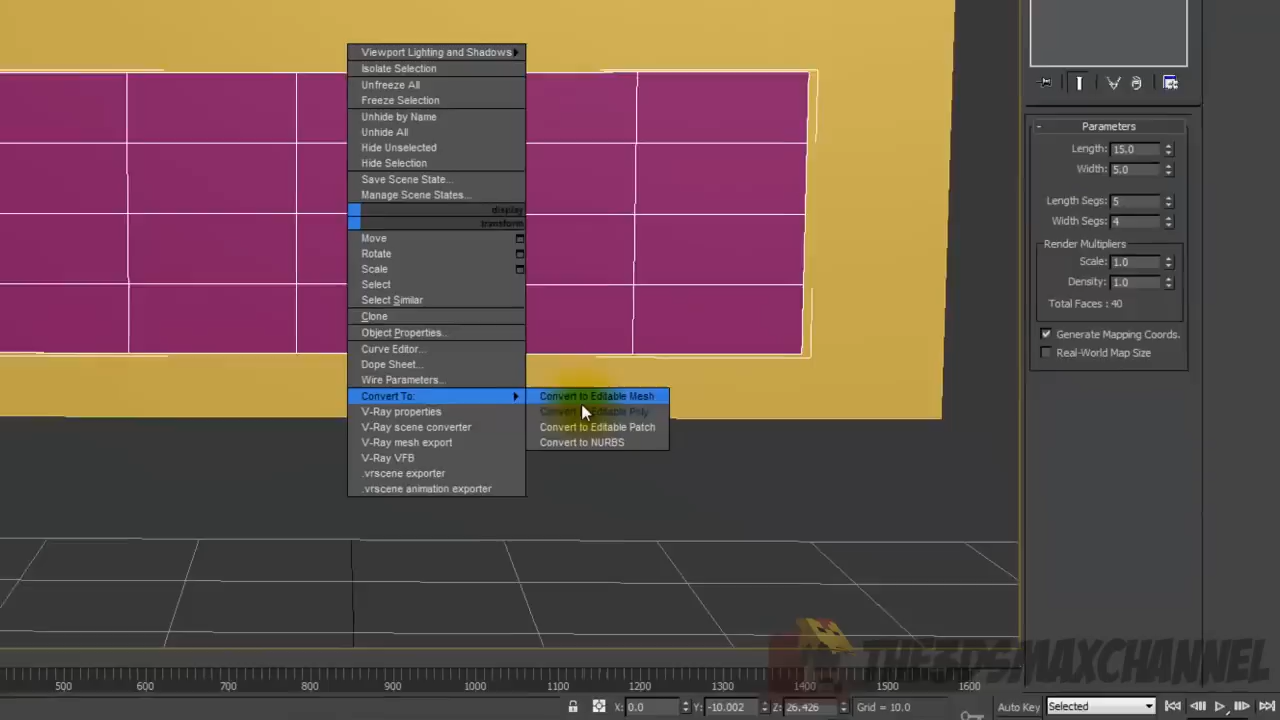 Viewport Lighting and Shadows
Isolate Selection
Unfreeze All
Freeze Selection
Unhide by Name
Unhide All
Hide Unselected
Hide Selection
Save Scene State...
Manage Scene States...
display
transform
Move
Rotate
Scale
Select
Select Similar
Clone
Object Properties...
Curve Editor...
Dope Sheet...
Wire Parameters...
Convert To:
V-Ray properties
V-Ray scene converter
V-Ray mesh export
V-Ray VFB
.vrscene exporter
.vrscene animation exporter
Convert to Editable Mesh
Convert to Editable Poly
Convert to Editable Patch
Convert to NURBS
- Parameters
Length: 15.0
Width: 5.0
Length Segs: 5
Width Segs: 4
Render Multipliers
Scale: 1.0
Density: 1.0
Total Faces : 40
Generate Mapping Coords.
Real-World Map Size
THE3DSMAXCHANNEL
500 600 700 800 900 1000 1100 1200 1300 1400 1500 1600
X: 0.0 Y: -10.002 Z: 26.426 Grid = 10.0 Auto Key Selected